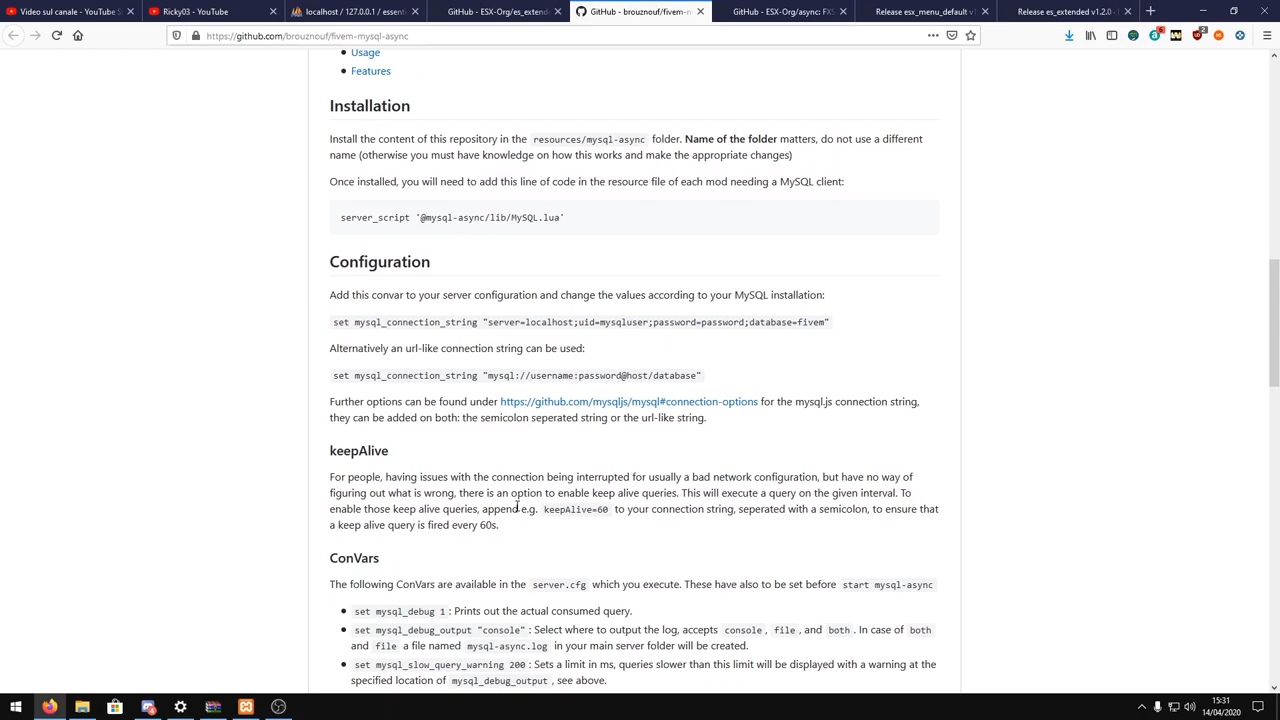 Video sul canale - YouTube S
Ricky03 - YouTube
localhost / 127.0.0.1 / essenti
GitHub - ESX-Org/es_extende
GitHub - brouznouf/fivem-m
GitHub - ESX-Org/async: FXS
Release esx_menu_default v
Release es_extended v1.2.0 ·
https://github.com/brouznouf/fivem-mysql-async
Usage
Features
Installation
Install the content of this repository in the resources/mysql-async folder. Name of the folder matters, do not use a different
name (otherwise you must have knowledge on how this works and make the appropriate changes)
Once installed, you will need to add this line of code in the resource file of each mod needing a MySQL client:
server_script '@mysql-async/lib/MySQL.lua'
Configuration
Add this convar to your server configuration and change the values according to your MySQL installation:
set mysql_connection_string "server=localhost;uid=mysqluser;password=password;database=fivem"
Alternatively an url-like connection string can be used:
set mysql_connection_string "mysql://username:password@host/database"
Further options can be found under https://github.com/mysqljs/mysql#connection-options for the mysql.js connection string,
they can be added on both: the semicolon seperated string or the url-like string.
keepAlive
For people, having issues with the connection being interrupted for usually a bad network configuration, but have no way of
figuring out what is wrong, there is an option to enable keep alive queries. This will execute a query on the given interval. To
enable those keep alive queries, append e.g. keepAlive=60 to your connection string, seperated with a semicolon, to ensure that
a keep alive query is fired every 60s.
ConVars
The following ConVars are available in the server.cfg which you execute. These have also to be set before start mysql-async
set mysql_debug 1 : Prints out the actual consumed query.
set mysql_debug_output "console" : Select where to output the log, accepts console, file, and both. In case of both
and file a file named mysql-async.log in your main server folder will be created.
set mysql_slow_query_warning 200 : Sets a limit in ms, queries slower than this limit will be displayed with a warning at the
specified location of mysql_debug_output, see above.
15:31
14/04/2020